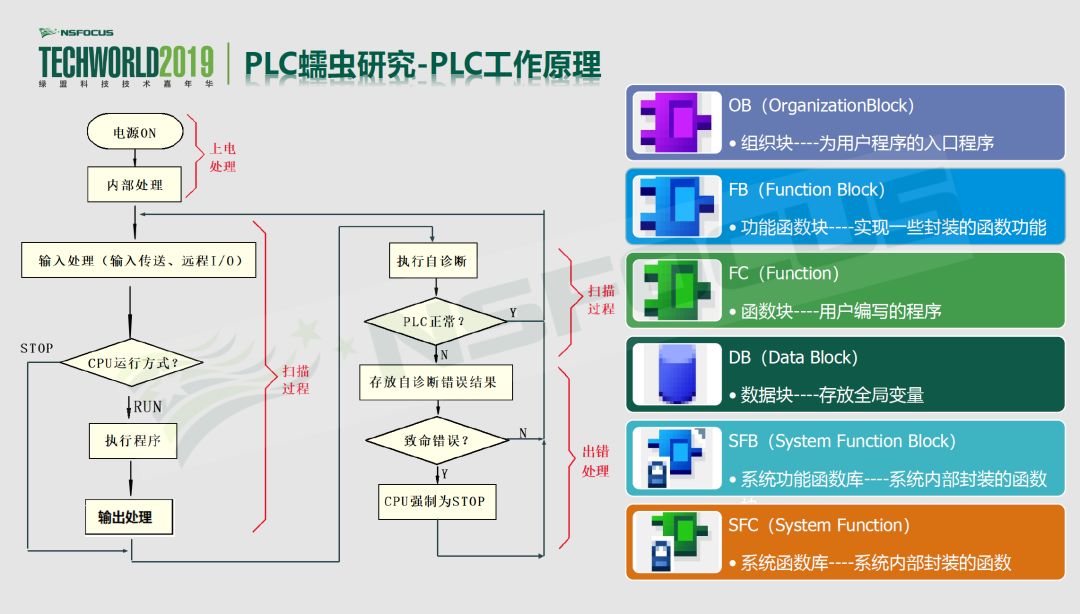 NSFOCUS
TECHWORLD2019
绿盟科技技术嘉年华
PLC蠕虫研究-PLC工作原理
电源ON
上电
处理
内部处理
输入处理（输入传送、远程I/O）
STOP
CPU运行方式?
RUN
扫描
过程
执行程序
输出处理
执行自诊断
PLC正常?
Y
扫描
过程
N
存放自诊断错误结果
致命错误?
N
出错
处理
Y
CPU强制为STOP
OB（OrganizationBlock）
• 组织块----为用户程序的入口程序
FB（Function Block）
• 功能函数块----实现一些封装的函数功能
FC（Function）
• 函数块----用户编写的程序
DB（Data Block）
• 数据块----存放全局变量
SFB（System Function Block）
• 系统功能函数库----系统内部封装的函数
SFC（System Function）
• 系统函数库----系统内部封装的函数
NSFOCUS